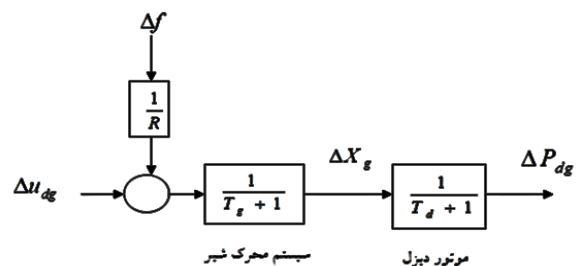 Δf
1
R
Δu_dg
1
T_g + 1
ΔX_g
1
T_d + 1
ΔP_dg
سیستم محرک شیر
موتور دیزل